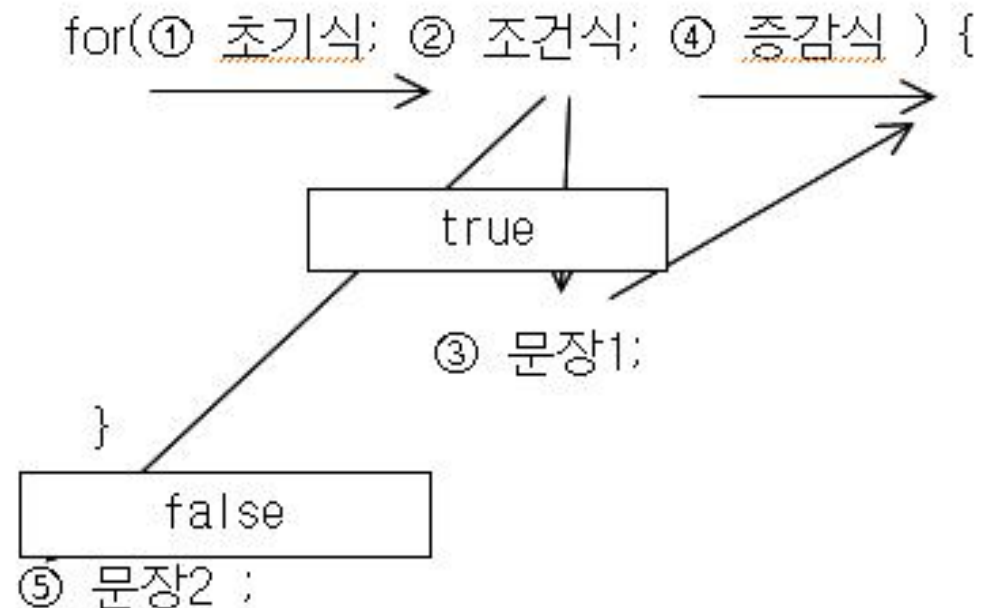 for(① 초기식; ② 조건식; ④ 증감식 ) {
true
③ 문장1;
}
false
⑤ 문장2 ;